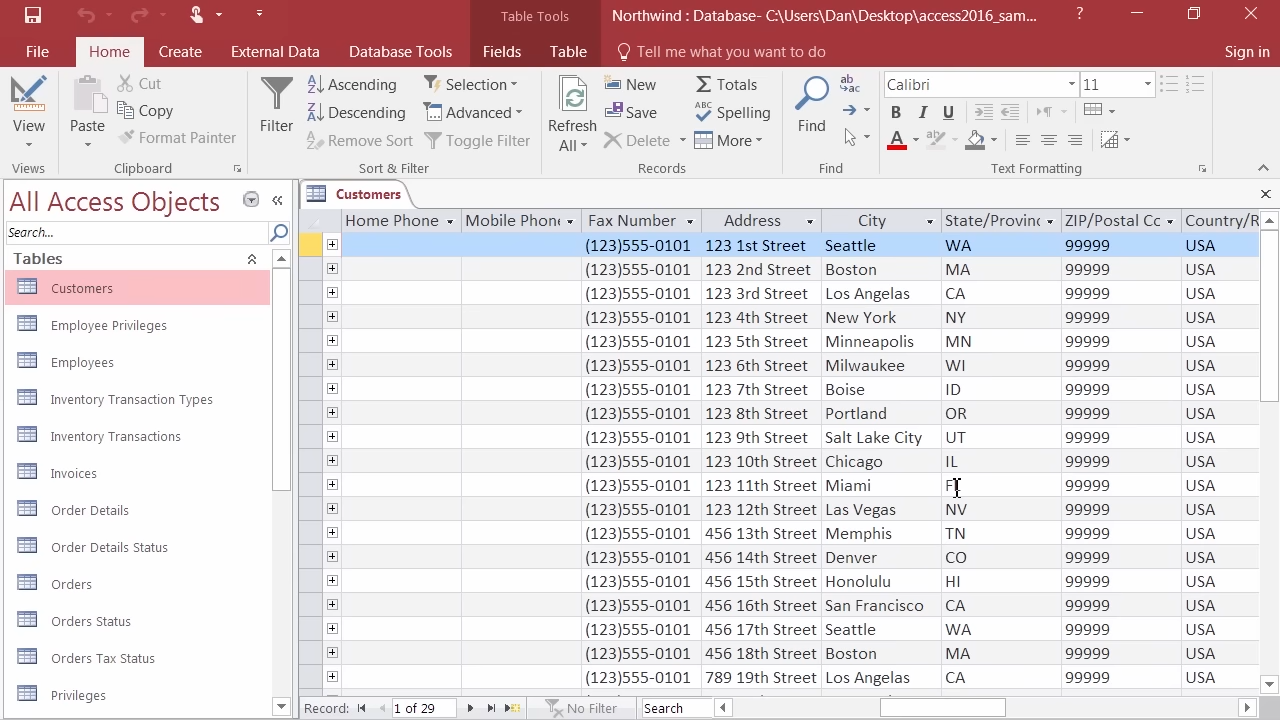 Table Tools
Northwind : Database- C:\Users\Dan\Desktop\access2016_sam...
?
File Home Create External Data Database Tools Fields Table Tell me what you want to do Sign in
View
Views
Paste
Cut
Copy
Format Painter
Clipboard
Filter
Ascending
Descending
Remove Sort
Selection
Advanced
Toggle Filter
Sort & Filter
Refresh
All
New
Save
Delete
Totals
Spelling
More
Records
Find
Find
Calibri 11
B I U
A
Text Formatting
All Access Objects
Search...
Tables
Customers
Employee Privileges
Employees
Inventory Transaction Types
Inventory Transactions
Invoices
Order Details
Order Details Status
Orders
Orders Status
Orders Tax Status
Privileges
Customers
Home Phone Mobile Phone Fax Number Address City State/Provinc ZIP/Postal Co Country/R
(123)555-0101 123 1st Street Seattle WA 99999 USA
(123)555-0101 123 2nd Street Boston MA 99999 USA
(123)555-0101 123 3rd Street Los Angelas CA 99999 USA
(123)555-0101 123 4th Street New York NY 99999 USA
(123)555-0101 123 5th Street Minneapolis MN 99999 USA
(123)555-0101 123 6th Street Milwaukee WI 99999 USA
(123)555-0101 123 7th Street Boise ID 99999 USA
(123)555-0101 123 8th Street Portland OR 99999 USA
(123)555-0101 123 9th Street Salt Lake City UT 99999 USA
(123)555-0101 123 10th Street Chicago IL 99999 USA
(123)555-0101 123 11th Street Miami FL 99999 USA
(123)555-0101 123 12th Street Las Vegas NV 99999 USA
(123)555-0101 456 13th Street Memphis TN 99999 USA
(123)555-0101 456 14th Street Denver CO 99999 USA
(123)555-0101 456 15th Street Honolulu HI 99999 USA
(123)555-0101 456 16th Street San Francisco CA 99999 USA
(123)555-0101 456 17th Street Seattle WA 99999 USA
(123)555-0101 456 18th Street Boston MA 99999 USA
(123)555-0101 789 19th Street Los Angelas CA 99999 USA
Record: 1 of 29 No Filter Search